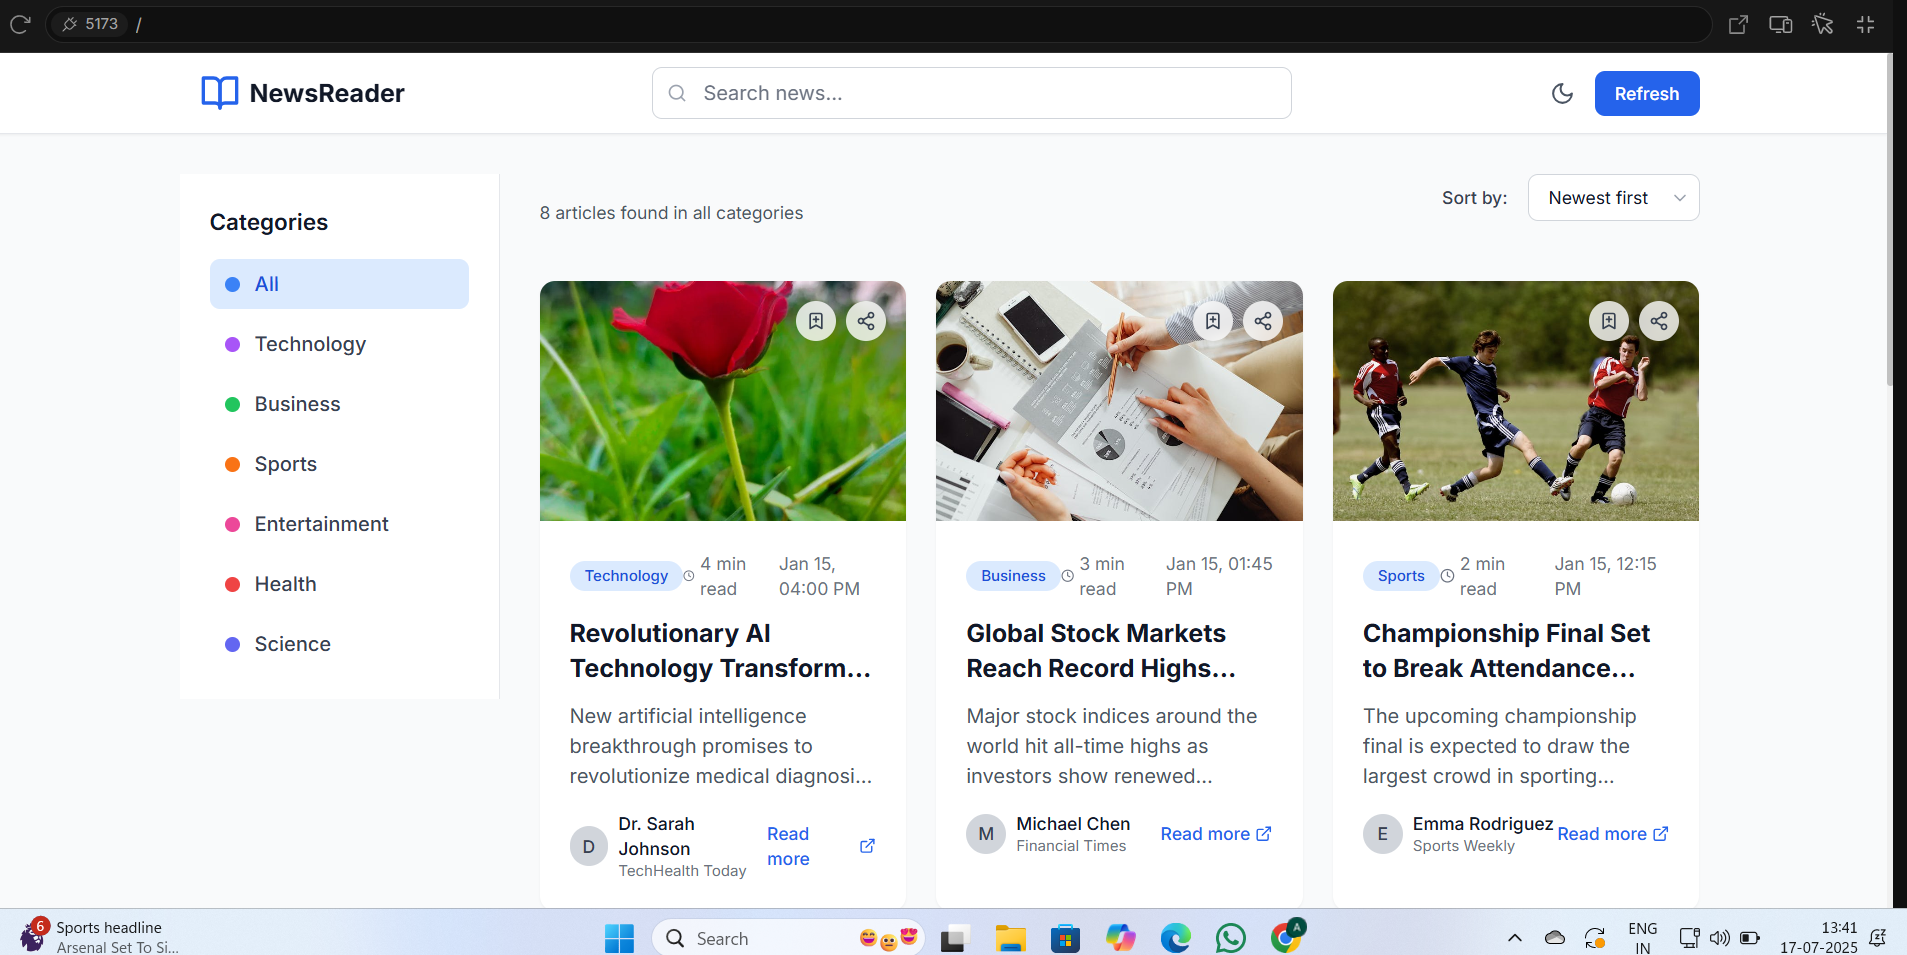 5173 /
NewsReader
Search news...
Refresh
Categories
All
Technology
Business
Sports
Entertainment
Health
Science
8 articles found in all categories
Sort by:
Newest first
Technology
4 min
read
Jan 15,
04:00 PM
Revolutionary AI
Technology Transform...
New artificial intelligence
breakthrough promises to
revolutionize medical diagnosi...
D
Dr. Sarah
Johnson
TechHealth Today
Read
more
Business
3 min
read
Jan 15, 01:45
PM
Global Stock Markets
Reach Record Highs...
Major stock indices around the
world hit all-time highs as
investors show renewed...
M
Michael Chen
Financial Times
Read more
Sports
2 min
read
Jan 15, 12:15
PM
Championship Final Set
to Break Attendance...
The upcoming championship
final is expected to draw the
largest crowd in sporting...
E
Emma Rodriguez
Sports Weekly
Read more
6
Sports headline
Arsenal Set To Si...
Search
A
ENG
IN
13:41
17-07-2025